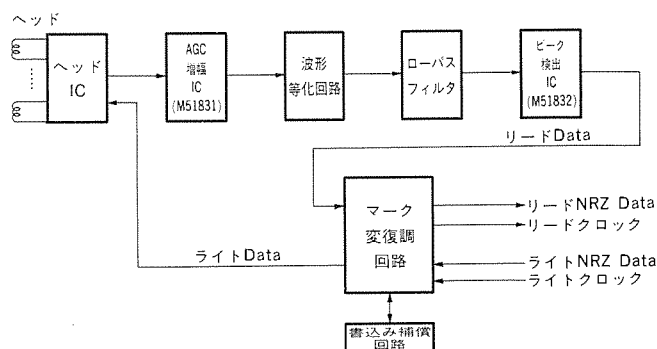 ヘッド
ヘッド
IC
AGC
増幅
IC
(M51831)
波形
等化回路
ローパス
フィルタ
ピーク
検出
IC
(M51832)
リードData
マーク
変復調
回路
リードNRZ Data
リードクロック
ライトNRZ Data
ライトクロック
ライトData
書込み補償
回路